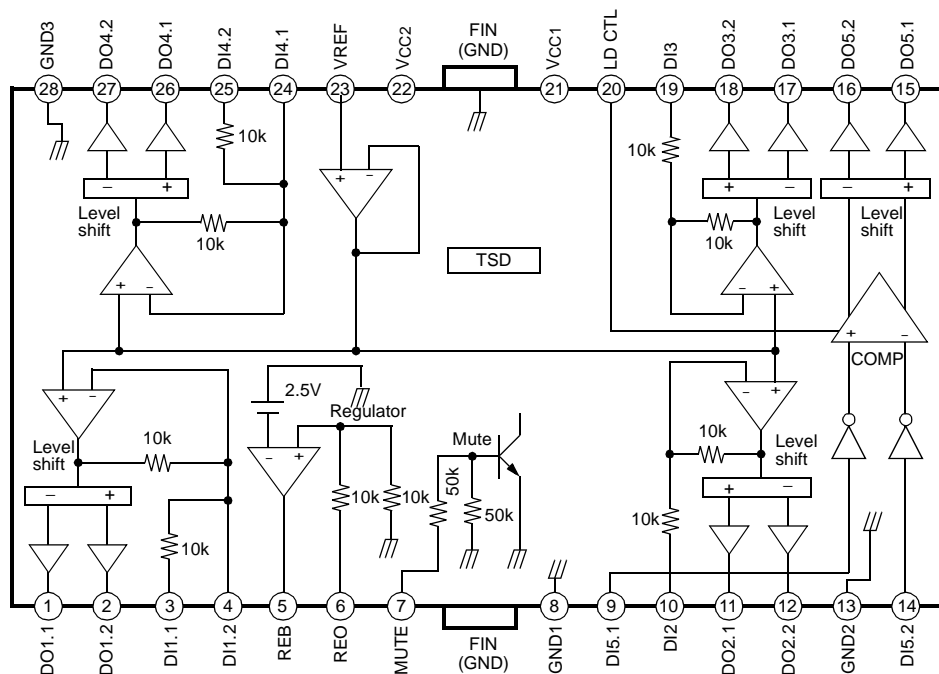 GND3
DO4.2
DO4.1
DI4.2
DI4.1
VREF
VCC2
FIN
(GND)
VCC1
LD CTL
DI3
DO3.2
DO3.1
DO5.2
DO5.1
28
27
26
25
24
23
22
21
20
19
18
17
16
15
10k
10k
− +
+ −
+ −
− +
Level
shift
10k
TSD
10k
Level
shift
Level
shift
+ −
− +
+ −
+ −
COMP
2.5V
+ −
Regulator
− +
Level
shift
10k
− +
Mute
10k
Level
shift
− +
10k
10k
10k
50k
50k
10k
+ −
1
2
3
4
5
6
7
8
9
10
11
12
13
14
DO1.1
DO1.2
DI1.1
DI1.2
REB
REO
MUTE
FIN
(GND)
GND1
DI5.1
DI2
DO2.1
DO2.2
GND2
DI5.2